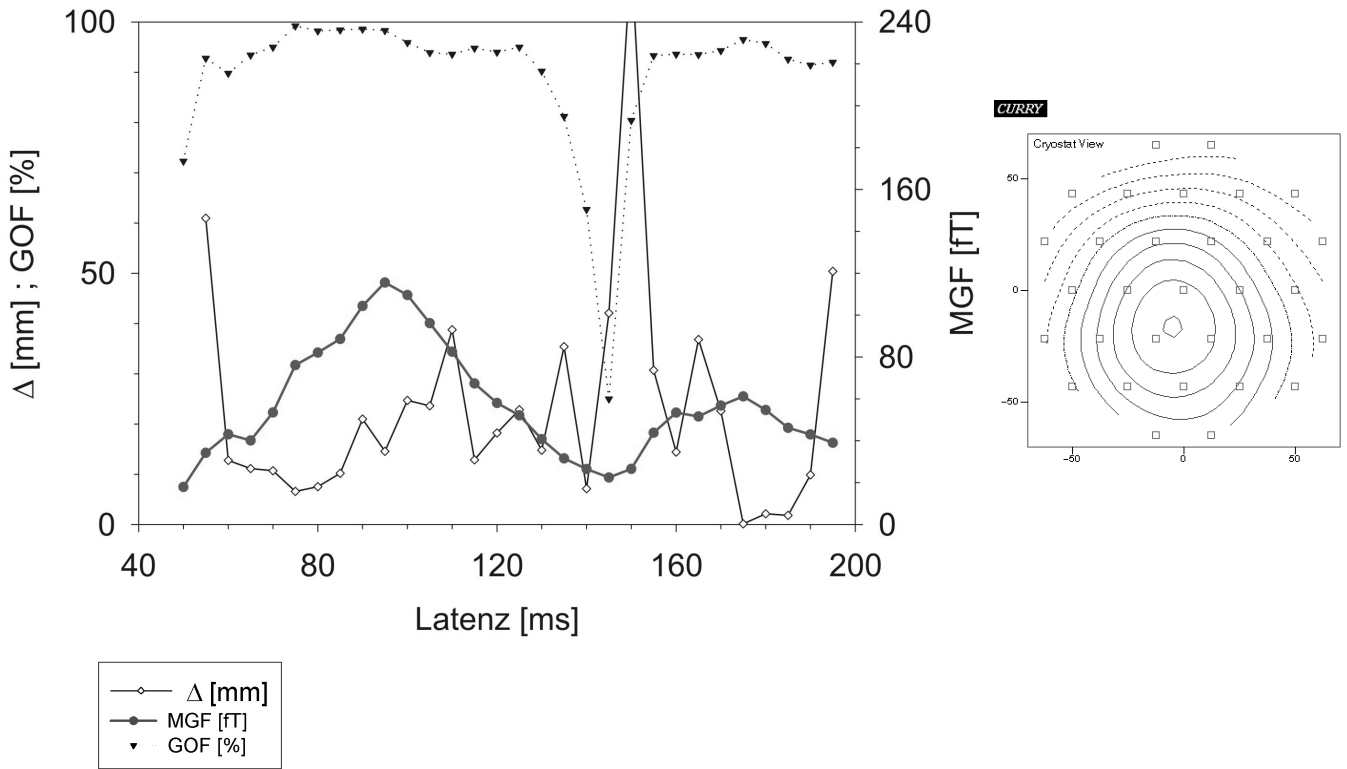 100
50
0
Δ [mm] ; GOF [%]
240
160
80
0
MGF [fT]
40 80 120 160 200
Latenz [ms]
Δ [mm]
MGF [fT]
GOF [%]
CURRY
Cryostat View
50
0
−50
−50 0 50